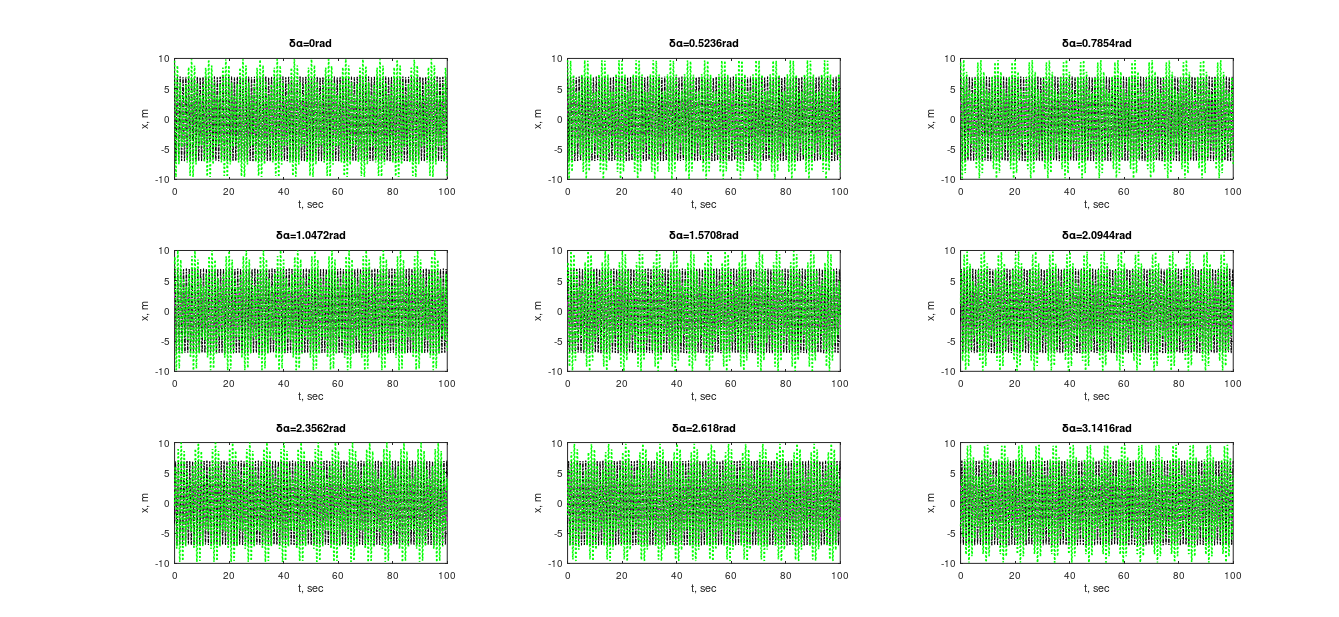 δα=0rad
δα=0.5236rad
δα=0.7854rad
10
5
0
-5
-10
x, m
0 20 40 60 80 100
t, sec
10
5
0
-5
-10
x, m
0 20 40 60 80 100
t, sec
10
5
0
-5
-10
x, m
0 20 40 60 80 100
t, sec
δα=1.0472rad
δα=1.5708rad
δα=2.0944rad
10
5
0
-5
-10
x, m
0 20 40 60 80 100
t, sec
10
5
0
-5
-10
x, m
0 20 40 60 80 100
t, sec
10
5
0
-5
-10
x, m
0 20 40 60 80 100
t, sec
δα=2.3562rad
δα=2.618rad
δα=3.1416rad
10
5
0
-5
-10
x, m
0 20 40 60 80 100
t, sec
10
5
0
-5
-10
x, m
0 20 40 60 80 100
t, sec
10
5
0
-5
-10
x, m
0 20 40 60 80 100
t, sec